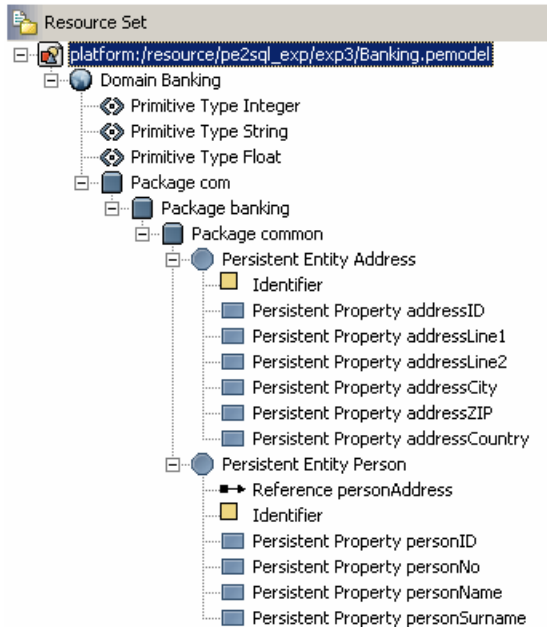 Resource Set
platform:/resource/pe2sql_exp/exp3/Banking.pemodel
Domain Banking
Primitive Type Integer
Primitive Type String
Primitive Type Float
Package com
Package banking
Package common
Persistent Entity Address
Identifier
Persistent Property addressID
Persistent Property addressLine1
Persistent Property addressLine2
Persistent Property addressCity
Persistent Property addressZIP
Persistent Property addressCountry
Persistent Entity Person
Reference personAddress
Identifier
Persistent Property personID
Persistent Property personNo
Persistent Property personName
Persistent Property personSurname